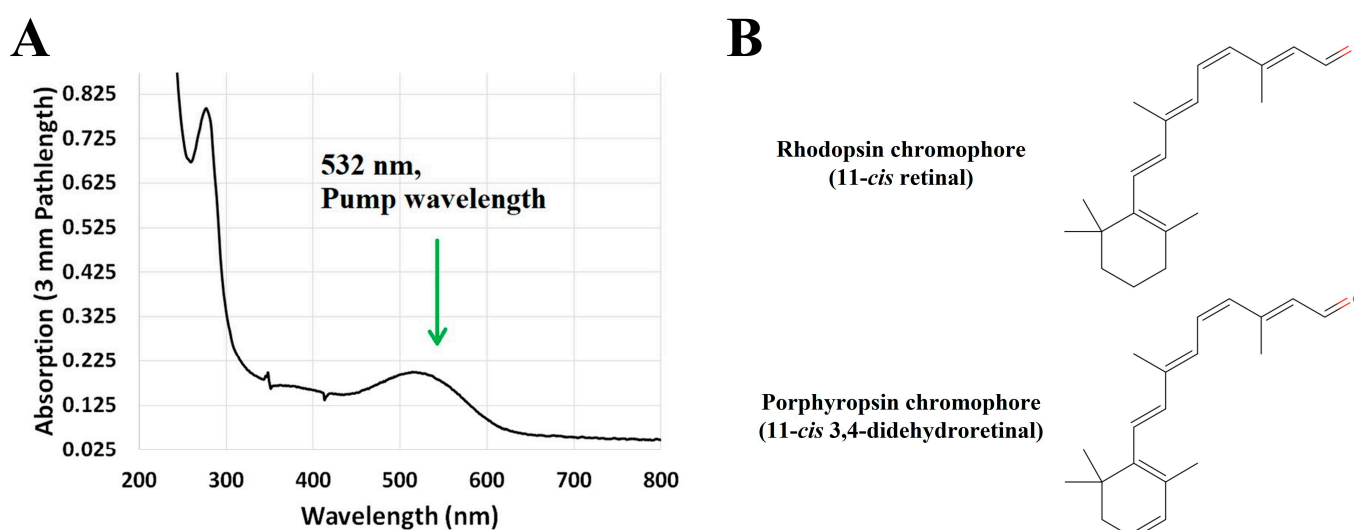 A
B
Absorption (3 mm Pathlength)
0.825
0.725
0.625
0.525
0.425
0.325
0.225
0.125
0.025
532 nm,
Pump wavelength
200 300 400 500 600 700 800
Wavelength (nm)
Rhodopsin chromophore
(11-cis retinal)
Porphyropsin chromophore
(11-cis 3,4-didehydroretinal)